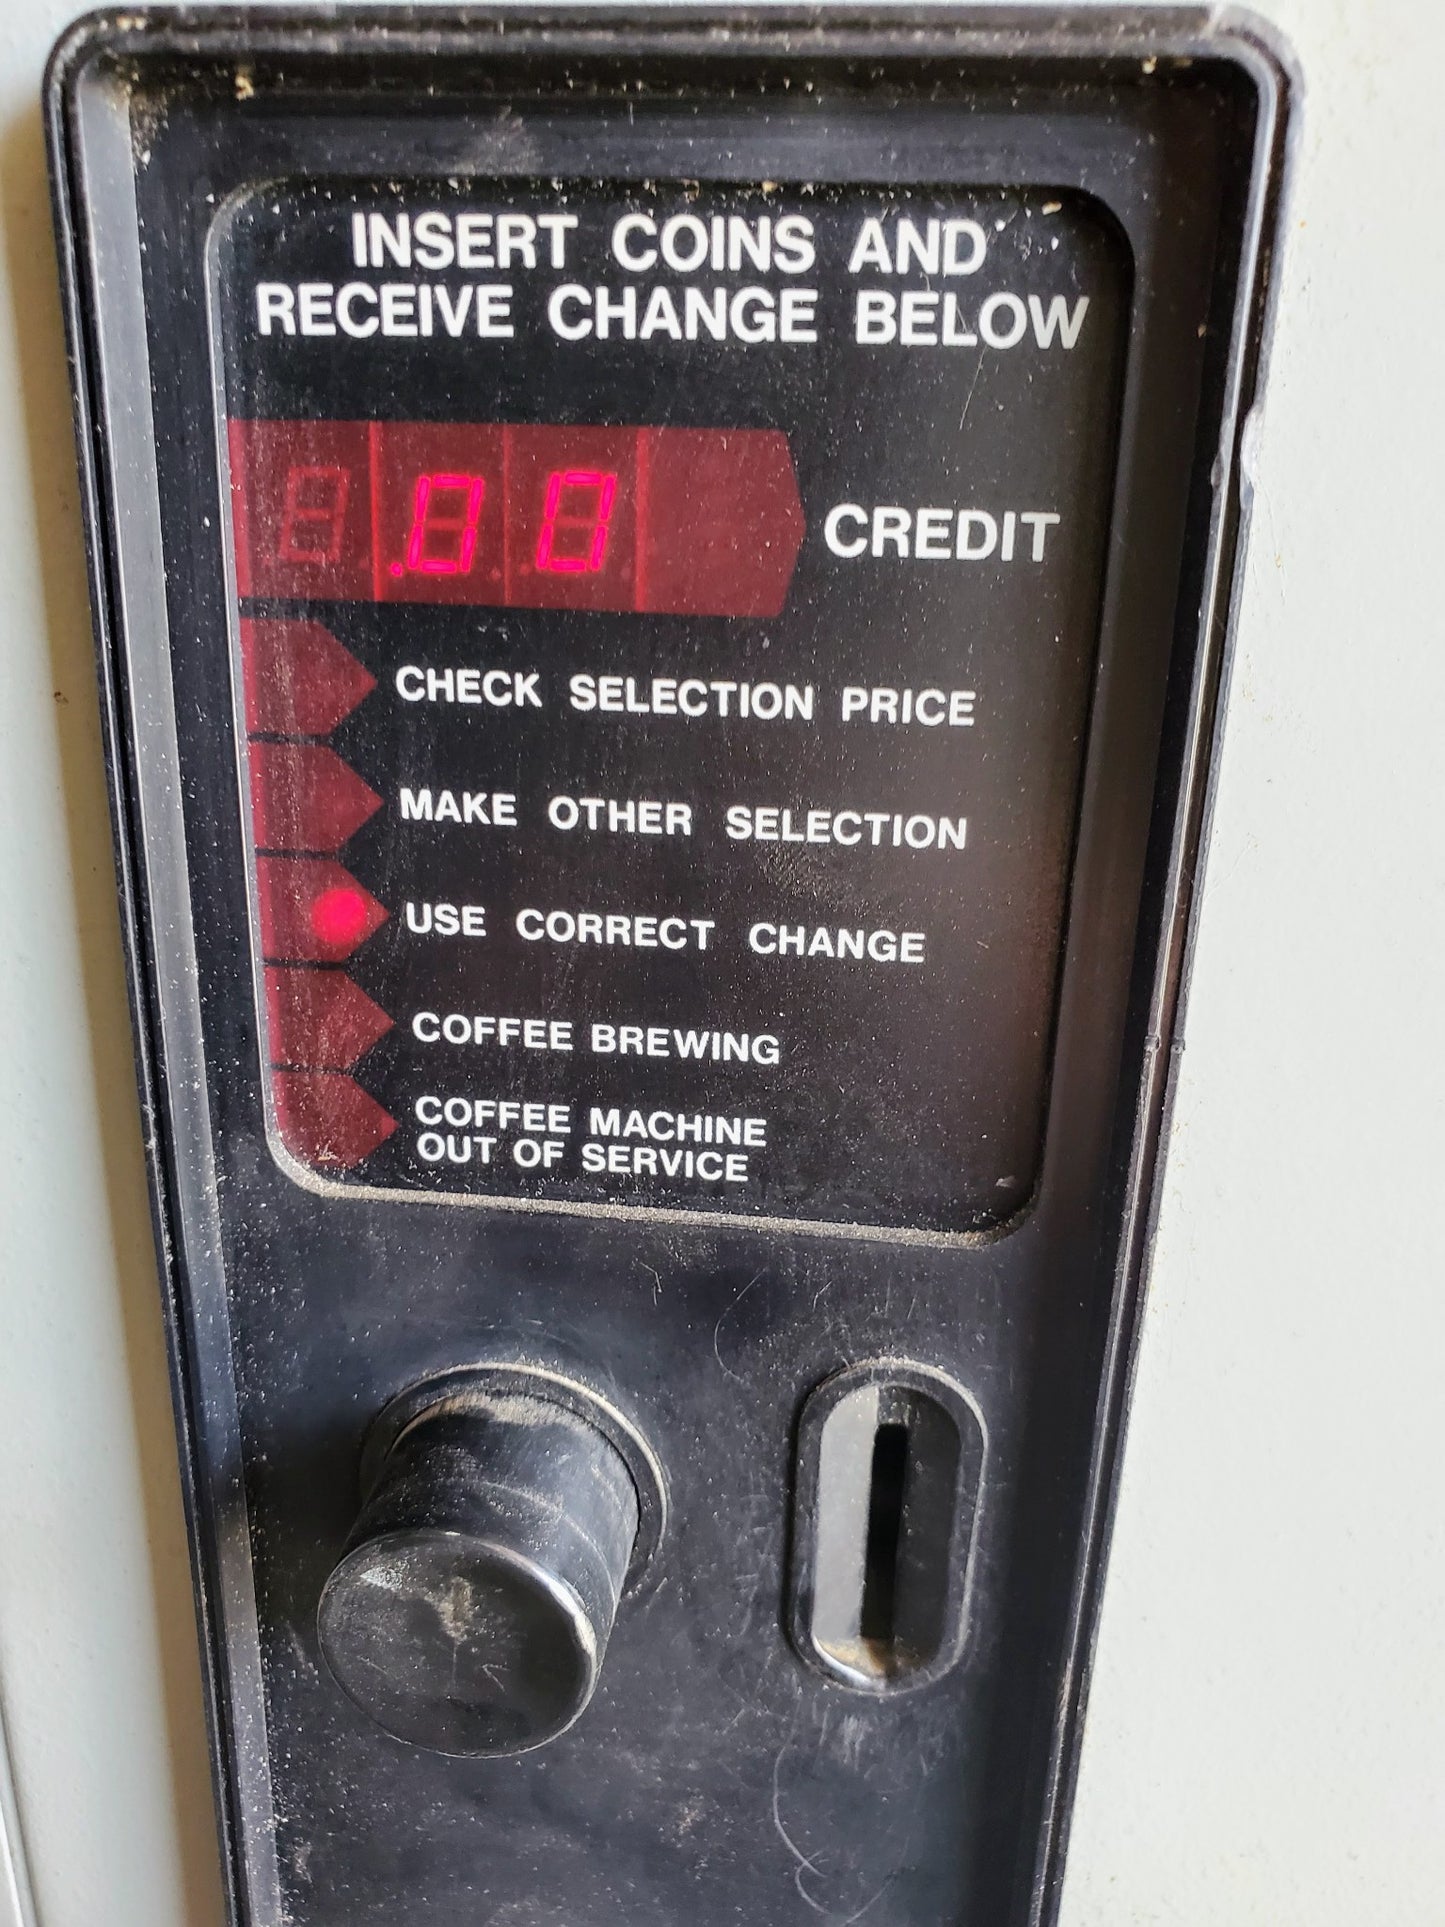 INSERT COINS AND
RECEIVE CHANGE BELOW
.00 CREDIT
CHECK SELECTION PRICE
MAKE OTHER SELECTION
USE CORRECT CHANGE
COFFEE BREWING
COFFEE MACHINE
OUT OF SERVICE